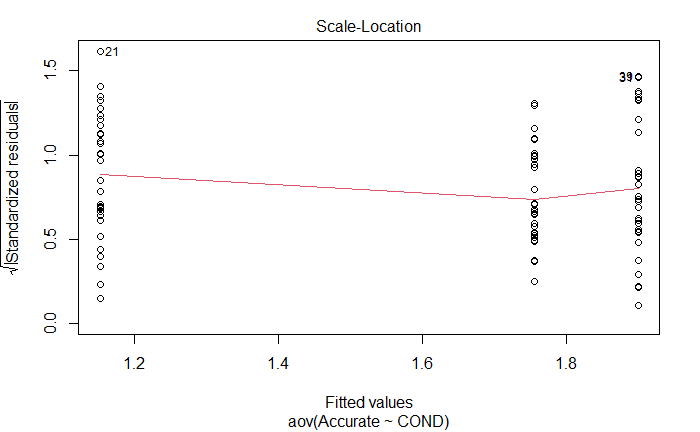 Scale-Location
√|Standardized residuals|
1.5
1.0
0.5
0.0
21
39
1.2 1.4 1.6 1.8
Fitted values
aov(Accurate ~ COND)